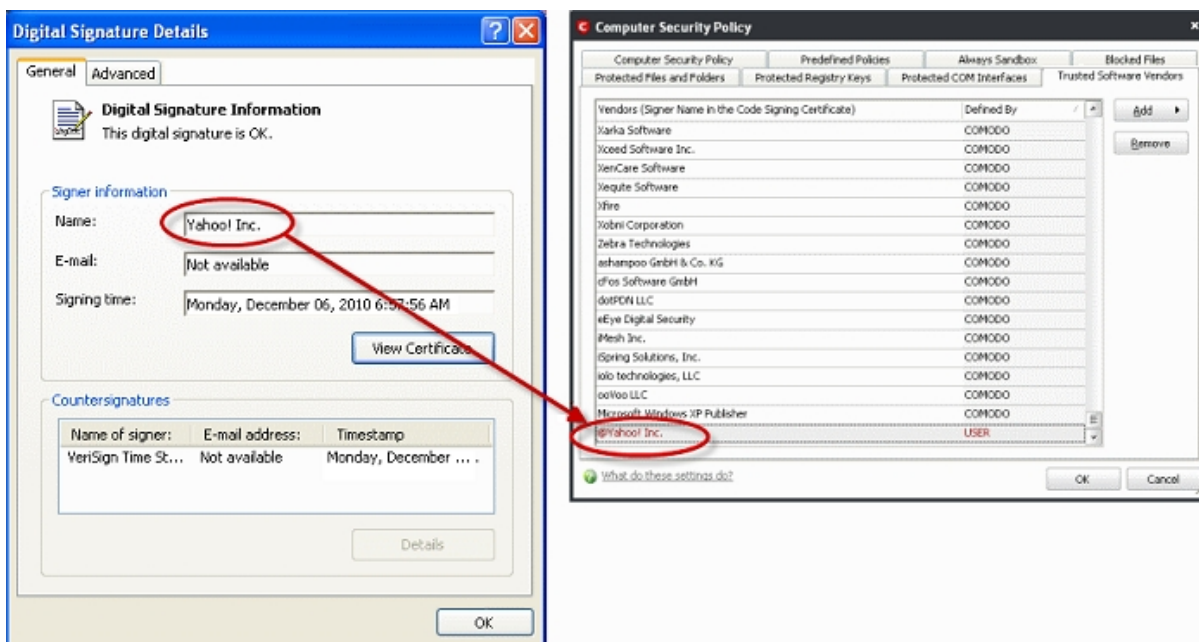 Digital Signature Details
General Advanced
Digital Signature Information
This digital signature is OK.
Signer information
Name: Yahoo! Inc.
E-mail: Not available
Signing time: Monday, December 06, 2010 6:57:56 AM
View Certificate
Countersignatures
Name of signer: E-mail address: Timestamp
VeriSign Time St... Not available Monday, December ... .
Details
OK
Computer Security Policy
Computer Security Policy Predefined Policies Always Sandbox Blocked Files
Protected Files and Folders Protected Registry Keys Protected COM Interfaces Trusted Software Vendors
Vendors (Signer Name in the Code Signing Certificate) Defined By
Xarka Software COMODO
Xceed Software Inc. COMODO
XenCare Software COMODO
Xequte Software COMODO
Xfire COMODO
Xobni Corporation COMODO
Zebra Technologies COMODO
ashampoo GmbH & Co. KG COMODO
cFos Software GmbH COMODO
dotPDN LLC COMODO
eEye Digital Security COMODO
iMesh Inc. COMODO
iSpring Solutions, Inc. COMODO
iolo technologies, LLC COMODO
ooVoo LLC COMODO
Microsoft Windows XP Publisher COMODO
@Yahoo! Inc. USER
Add
Remove
What do these settings do?
OK Cancel